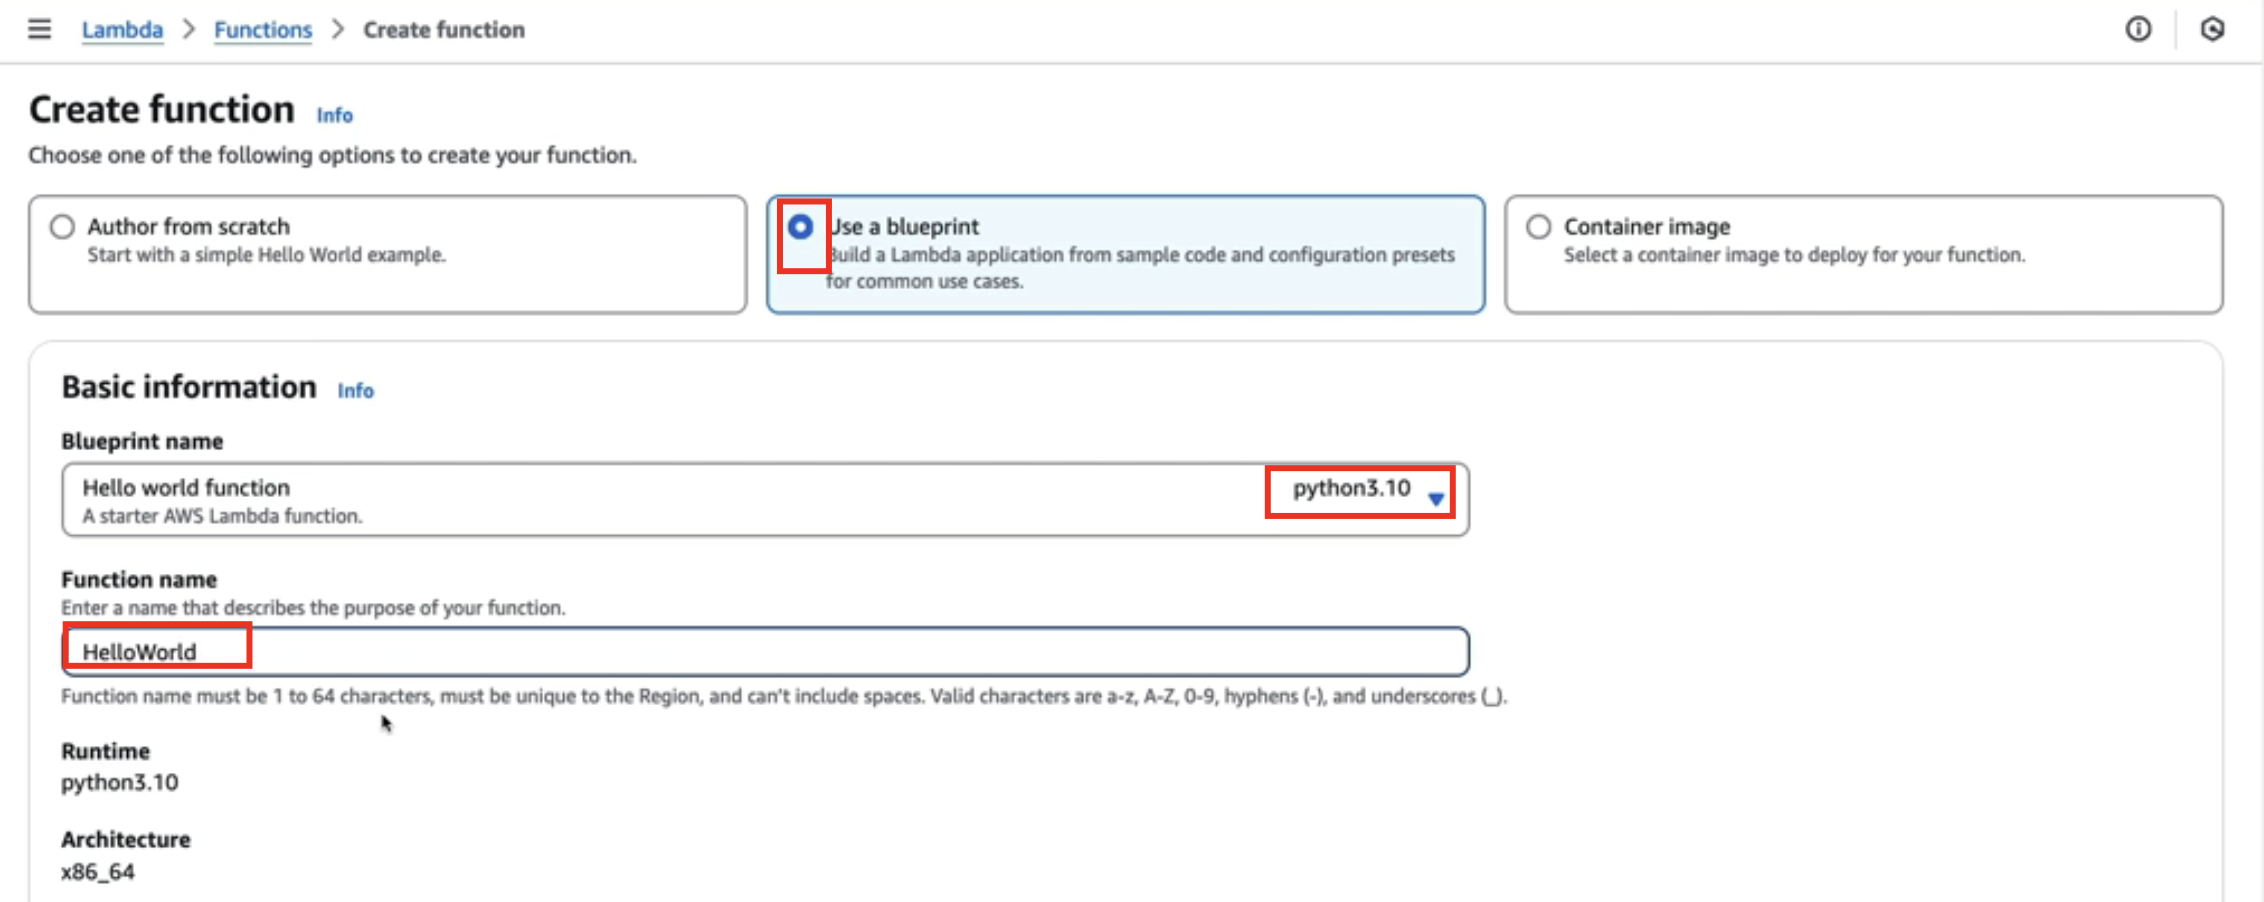 Lambda > Functions > Create function
Create function Info
Choose one of the following options to create your function.
Author from scratch
Start with a simple Hello World example.
Use a blueprint
Build a Lambda application from sample code and configuration presets
for common use cases.
Container image
Select a container image to deploy for your function.
Basic information Info
Blueprint name
Hello world function
A starter AWS Lambda function.
python3.10
Function name
Enter a name that describes the purpose of your function.
HelloWorld
Function name must be 1 to 64 characters, must be unique to the Region, and can't include spaces. Valid characters are a-z, A-Z, 0-9, hyphens (-), and underscores (_).
Runtime
python3.10
Architecture
x86_64